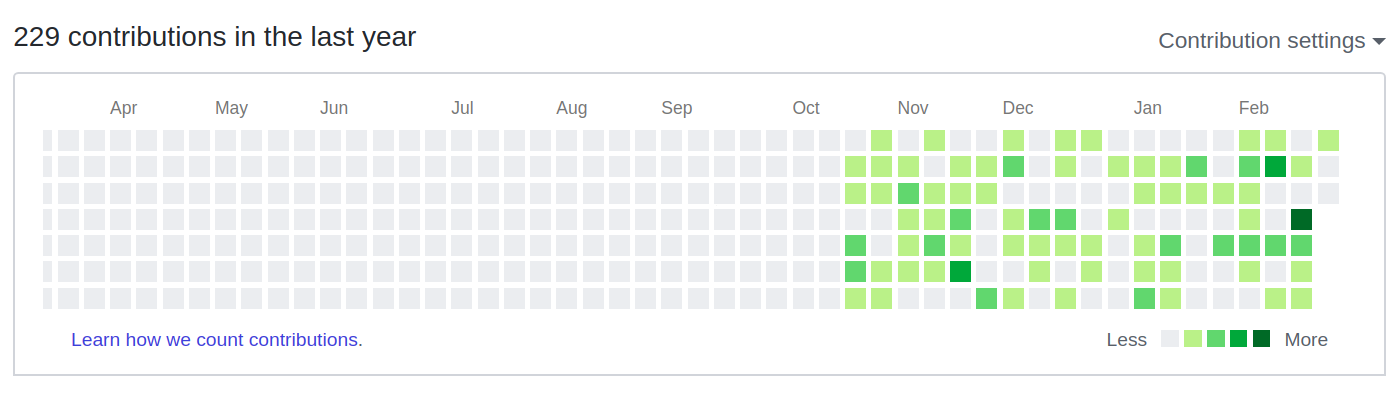 229 contributions in the last year
Contribution settings
Apr May Jun Jul Aug Sep Oct Nov Dec Jan Feb
Learn how we count contributions.
Less More